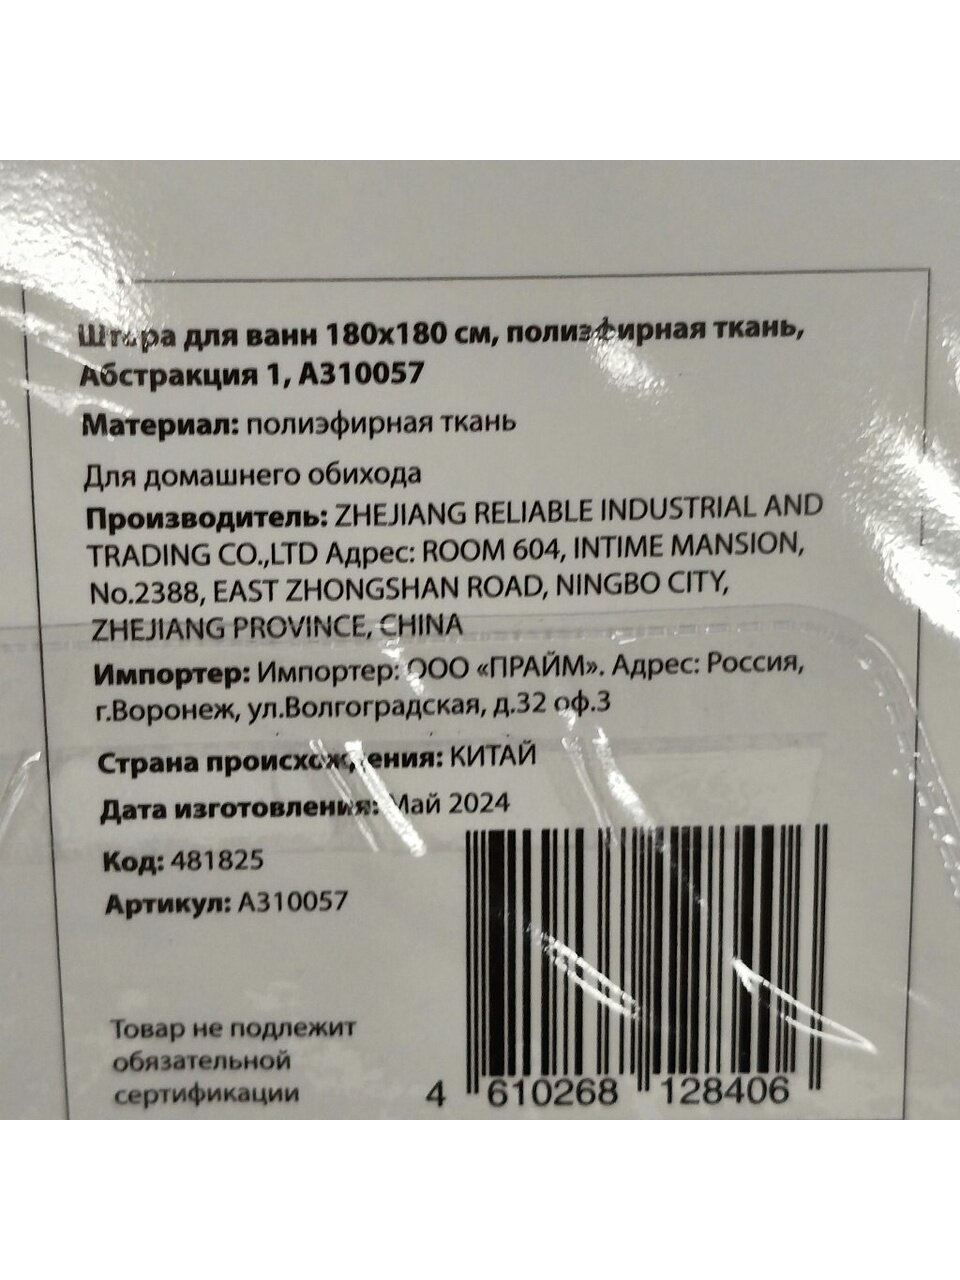 Штора для ванн 180х180 см, полиэфирная ткань,
Абстракция 1, А310057
Материал: полиэфирная ткань
Для домашнего обихода
Производитель: ZHEJIANG RELIABLE INDUSTRIAL AND
TRADING CO.,LTD Адрес: ROOM 604, INTIME MANSION,
No.2388, EAST ZHONGSHAN ROAD, NINGBO CITY,
ZHEJIANG PROVINCE, CHINA
Импортер: Импортер: ООО «ПРАЙМ». Адрес: Россия,
г.Воронеж, ул.Волгоградская, д.32 оф.3
Страна происхождения: КИТАЙ
Дата изготовления: Май 2024
Код: 481825
Артикул: А310057
Товар не подлежит
обязательной
сертификации
4 610268 128406